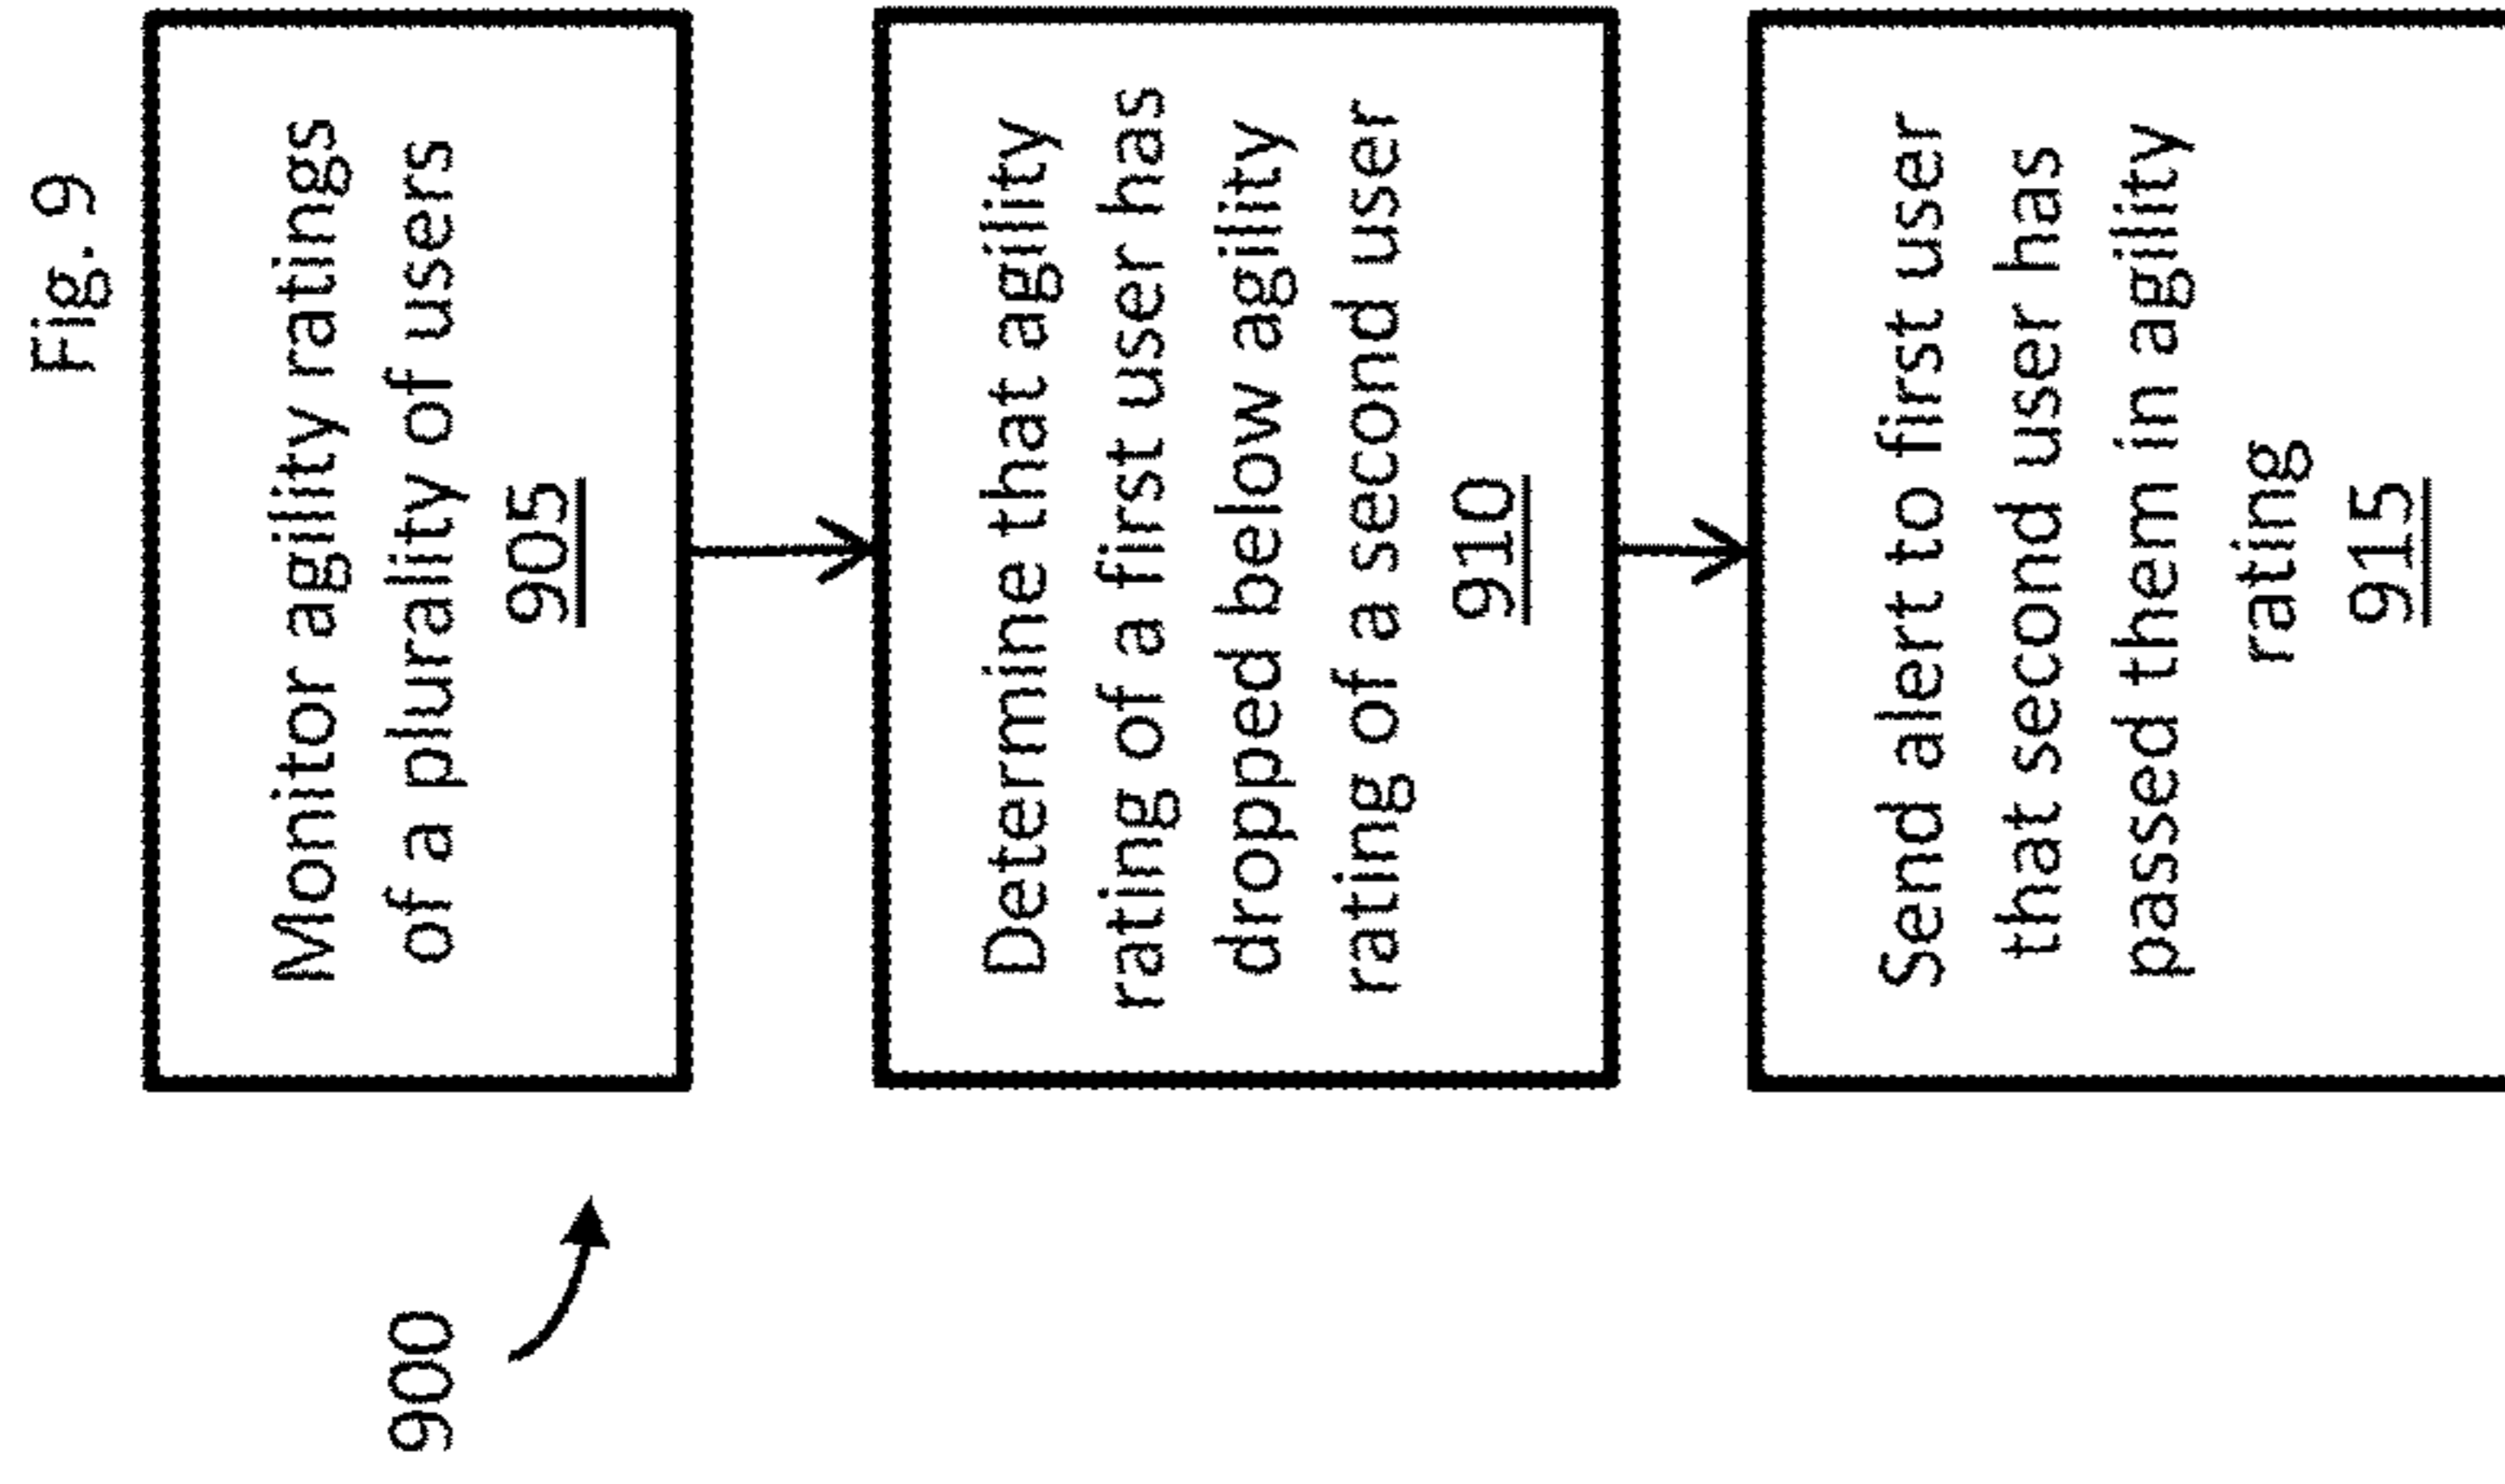 Fig. 9
900
Monitor agility ratings
of a plurality of users
905
Determine that agility
rating of a first user has
dropped below agility
rating of a second user
910
Send alert to first user
that second user has
passed them in agility
rating
915